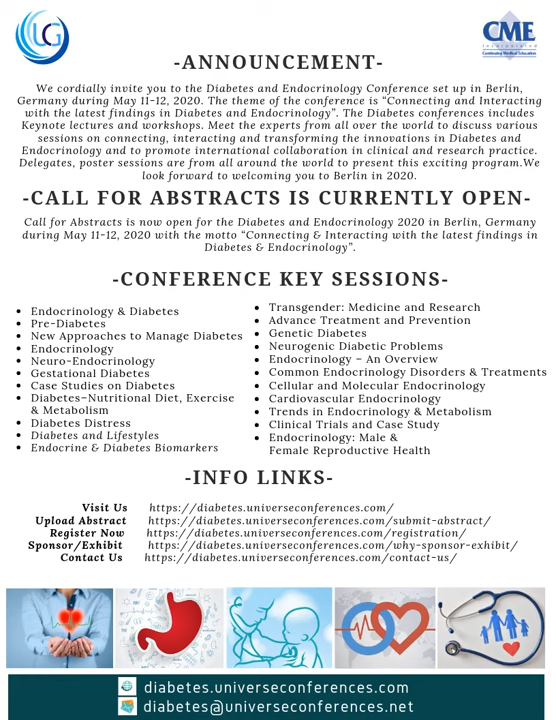 LCG
CME
Incorporated
Continuing Medical Education
-ANNOUNCEMENT-
We cordially invite you to the Diabetes and Endocrinology Conference set up in Berlin,
Germany during May 11-12, 2020. The theme of the conference is “Connecting and Interacting
with the latest findings in Diabetes and Endocrinology”. The Diabetes conferences includes
Keynote lectures and workshops. Meet the experts from all over the world to discuss various
sessions on connecting, interacting and transforming the innovations in Diabetes and
Endocrinology and to promote international collaboration in clinical and research practice.
Delegates, poster sessions are from all around the world to present this exciting program.We
look forward to welcoming you to Berlin in 2020.
-CALL FOR ABSTRACTS IS CURRENTLY OPEN-
Call for Abstracts is now open for the Diabetes and Endocrinology 2020 in Berlin, Germany
during May 11-12, 2020 with the motto “Connecting & Interacting with the latest findings in
Diabetes & Endocrinology”.
-CONFERENCE KEY SESSIONS-
• Endocrinology & Diabetes
• Pre-Diabetes
• New Approaches to Manage Diabetes
• Endocrinology
• Neuro-Endocrinology
• Gestational Diabetes
• Case Studies on Diabetes
• Diabetes–Nutritional Diet, Exercise
& Metabolism
• Diabetes Distress
• Diabetes and Lifestyles
• Endocrine & Diabetes Biomarkers
• Transgender: Medicine and Research
• Advance Treatment and Prevention
• Genetic Diabetes
• Neurogenic Diabetic Problems
• Endocrinology – An Overview
• Common Endocrinology Disorders & Treatments
• Cellular and Molecular Endocrinology
• Cardiovascular Endocrinology
• Trends in Endocrinology & Metabolism
• Clinical Trials and Case Study
• Endocrinology: Male &
Female Reproductive Health
-INFO LINKS-
Visit Us https://diabetes.universeconferences.com/
Upload Abstract https://diabetes.universeconferences.com/submit-abstract/
Register Now https://diabetes.universeconferences.com/registration/
Sponsor/Exhibit https://diabetes.universeconferences.com/why-sponsor-exhibit/
Contact Us https://diabetes.universeconferences.com/contact-us/
diabetes.universeconferences.com
diabetes@universeconferences.net